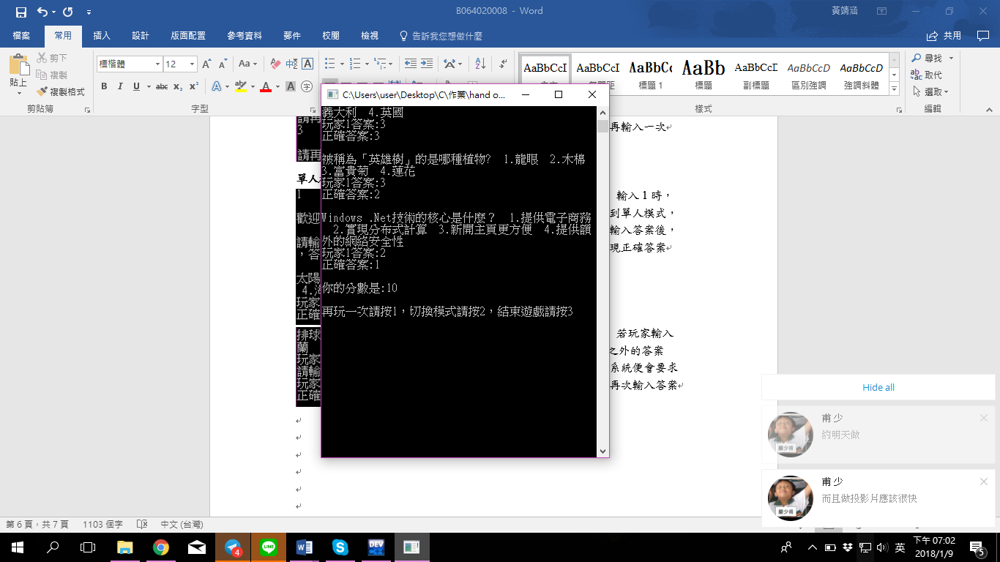 B064020008 - Word
黃靖涵
檔案 常用 插入 設計 版面配置 參考資料 郵件 校閱 檢視 告訴我您想做什麼 共用
貼上 剪下 複製 複製格式
標楷體 12
剪貼簿 字型 樣式 編輯
AaBbCcI AaBbCcI AaBbCc AaBb AaBbCcI AaBbCcD AaBbCcD
標題 1 標題 副標題 區別強調 強調斜體
尋找 取代 選取
C:\Users\user\Desktop\C\作業\hand o...
義大利 4.英國
玩家1答案:3
正確答案:3
被稱為「英雄樹」的是哪種植物? 1.龍眼 2.木棉
3.富貴菊 4.蓮花
玩家1答案:3
正確答案:2
Windows .Net技術的核心是什麼? 1.提供電子商務
2.實現分布式計算 3.新開主頁更方便 4.提供額
外的網絡安全性
玩家1答案:2
正確答案:1
你的分數是:10
再玩一次請按1,切換模式請按2,結束遊戲請按3
3
請再
單人
1
歡迎
請輸
,答
太陽
玩家
正確
排球
蘭
玩家
請輸
玩家
正確
再輸入一次
輸入 1 時,
到單人模式,
輸入答案後,
現正確答案
若玩家輸入
之外的答案
系統便會要求
再次輸入答案
Hide all
甫 少
約明天做
甫 少
而且做投影片應該很快
第 6 頁,共 7 頁 1103 個字 中文 (台灣)
4
DEV
英
下午 07:02
2018/1/9
5